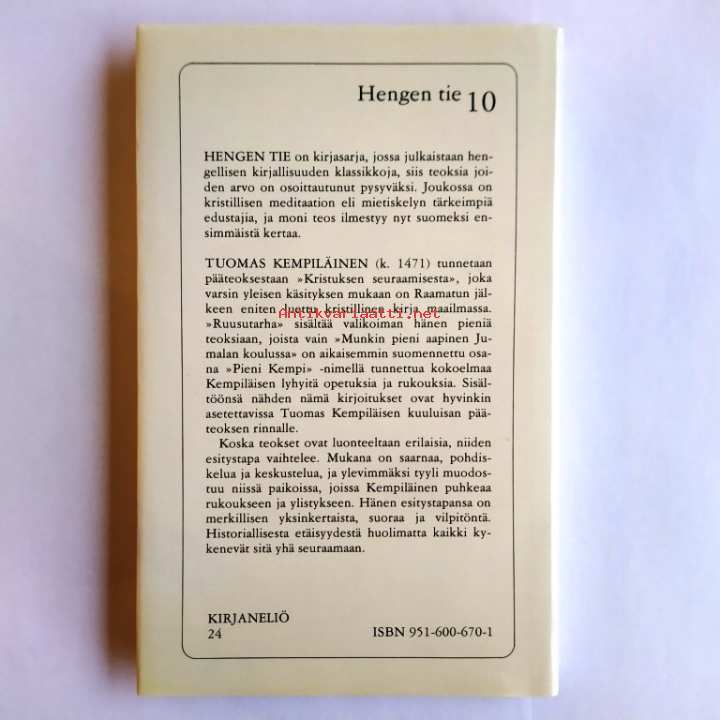 Hengen tie 10
HENGEN TIE on kirjasarja, jossa julkaistaan hen-
gellisen kirjallisuuden klassikkoja, siis teoksia joi-
den arvo on osoittautunut pysyväksi. Joukossa on
kristillisen meditaation eli mietiskelyn tärkeimpiä
edustajia, ja moni teos ilmestyy nyt suomeksi en-
simmäistä kertaa.
TUOMAS KEMPILÄINEN (k. 1471) tunnetaan
pääteoksestaan »Kristuksen seuraamisesta», joka
varsin yleisen käsityksen mukaan on Raamatun jäl-
keen eniten luettu kristillinen kirja maailmassa.
Antikvariaatti.net
»Ruusutarha» sisältää valikoiman hänen pieniä
teoksiaan, joista vain »Munkin pieni aapinen Ju-
malan koulussa» on aikaisemmin suomennettu osa-
na »Pieni Kempi» -nimellä tunnettua kokoelmaa
Kempiläisen lyhyitä opetuksia ja rukouksia. Sisäl-
töönsä nähden nämä kirjoitukset ovat hyvinkin
asetettavissa Tuomas Kempiläisen kuuluisan pää-
teoksen rinnalle.
Koska teokset ovat luonteeltaan erilaisia, niiden
esitystapa vaihtelee. Mukana on saarnaa, pohdis-
kelua ja keskustelua, ja ylevimmäksi tyyli muodos-
tuu niissä paikoissa, joissa Kempiläinen puhkeaa
rukoukseen ja ylistykseen. Hänen esitystapansa on
merkillisen yksinkertaista, suoraa ja vilpitöntä.
Historiallisesta etäisyydestä huolimatta kaikki ky-
kenevät sitä yhä seuraamaan.
KIRJANELIÖ
24 ISBN 951-600-670-1